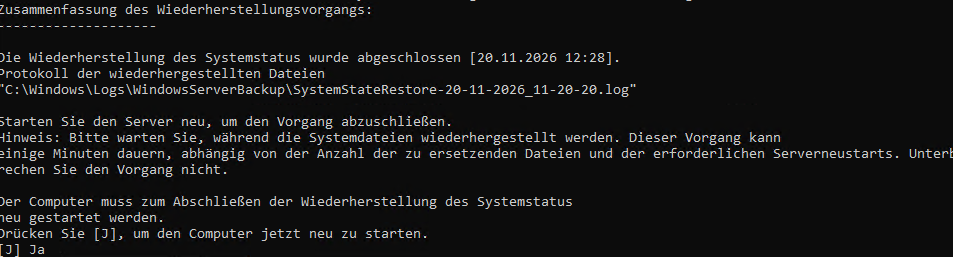 Zusammenfassung des Wiederherstellungsvorgangs:
--------------------
Die Wiederherstellung des Systemstatus wurde abgeschlossen [20.11.2026 12:28].
Protokoll der wiederhergestellten Dateien
"C:\Windows\Logs\WindowsServerBackup\SystemStateRestore-20-11-2026_11-20-20.log"
Starten Sie den Server neu, um den Vorgang abzuschließen.
Hinweis: Bitte warten Sie, während die Systemdateien wiederhergestellt werden. Dieser Vorgang kann
einige Minuten dauern, abhängig von der Anzahl der zu ersetzenden Dateien und der erforderlichen Serverneustarts. Unterb
rechen Sie den Vorgang nicht.
Der Computer muss zum Abschließen der Wiederherstellung des Systemstatus
neu gestartet werden.
Drücken Sie [J], um den Computer jetzt neu zu starten.
[J] Ja